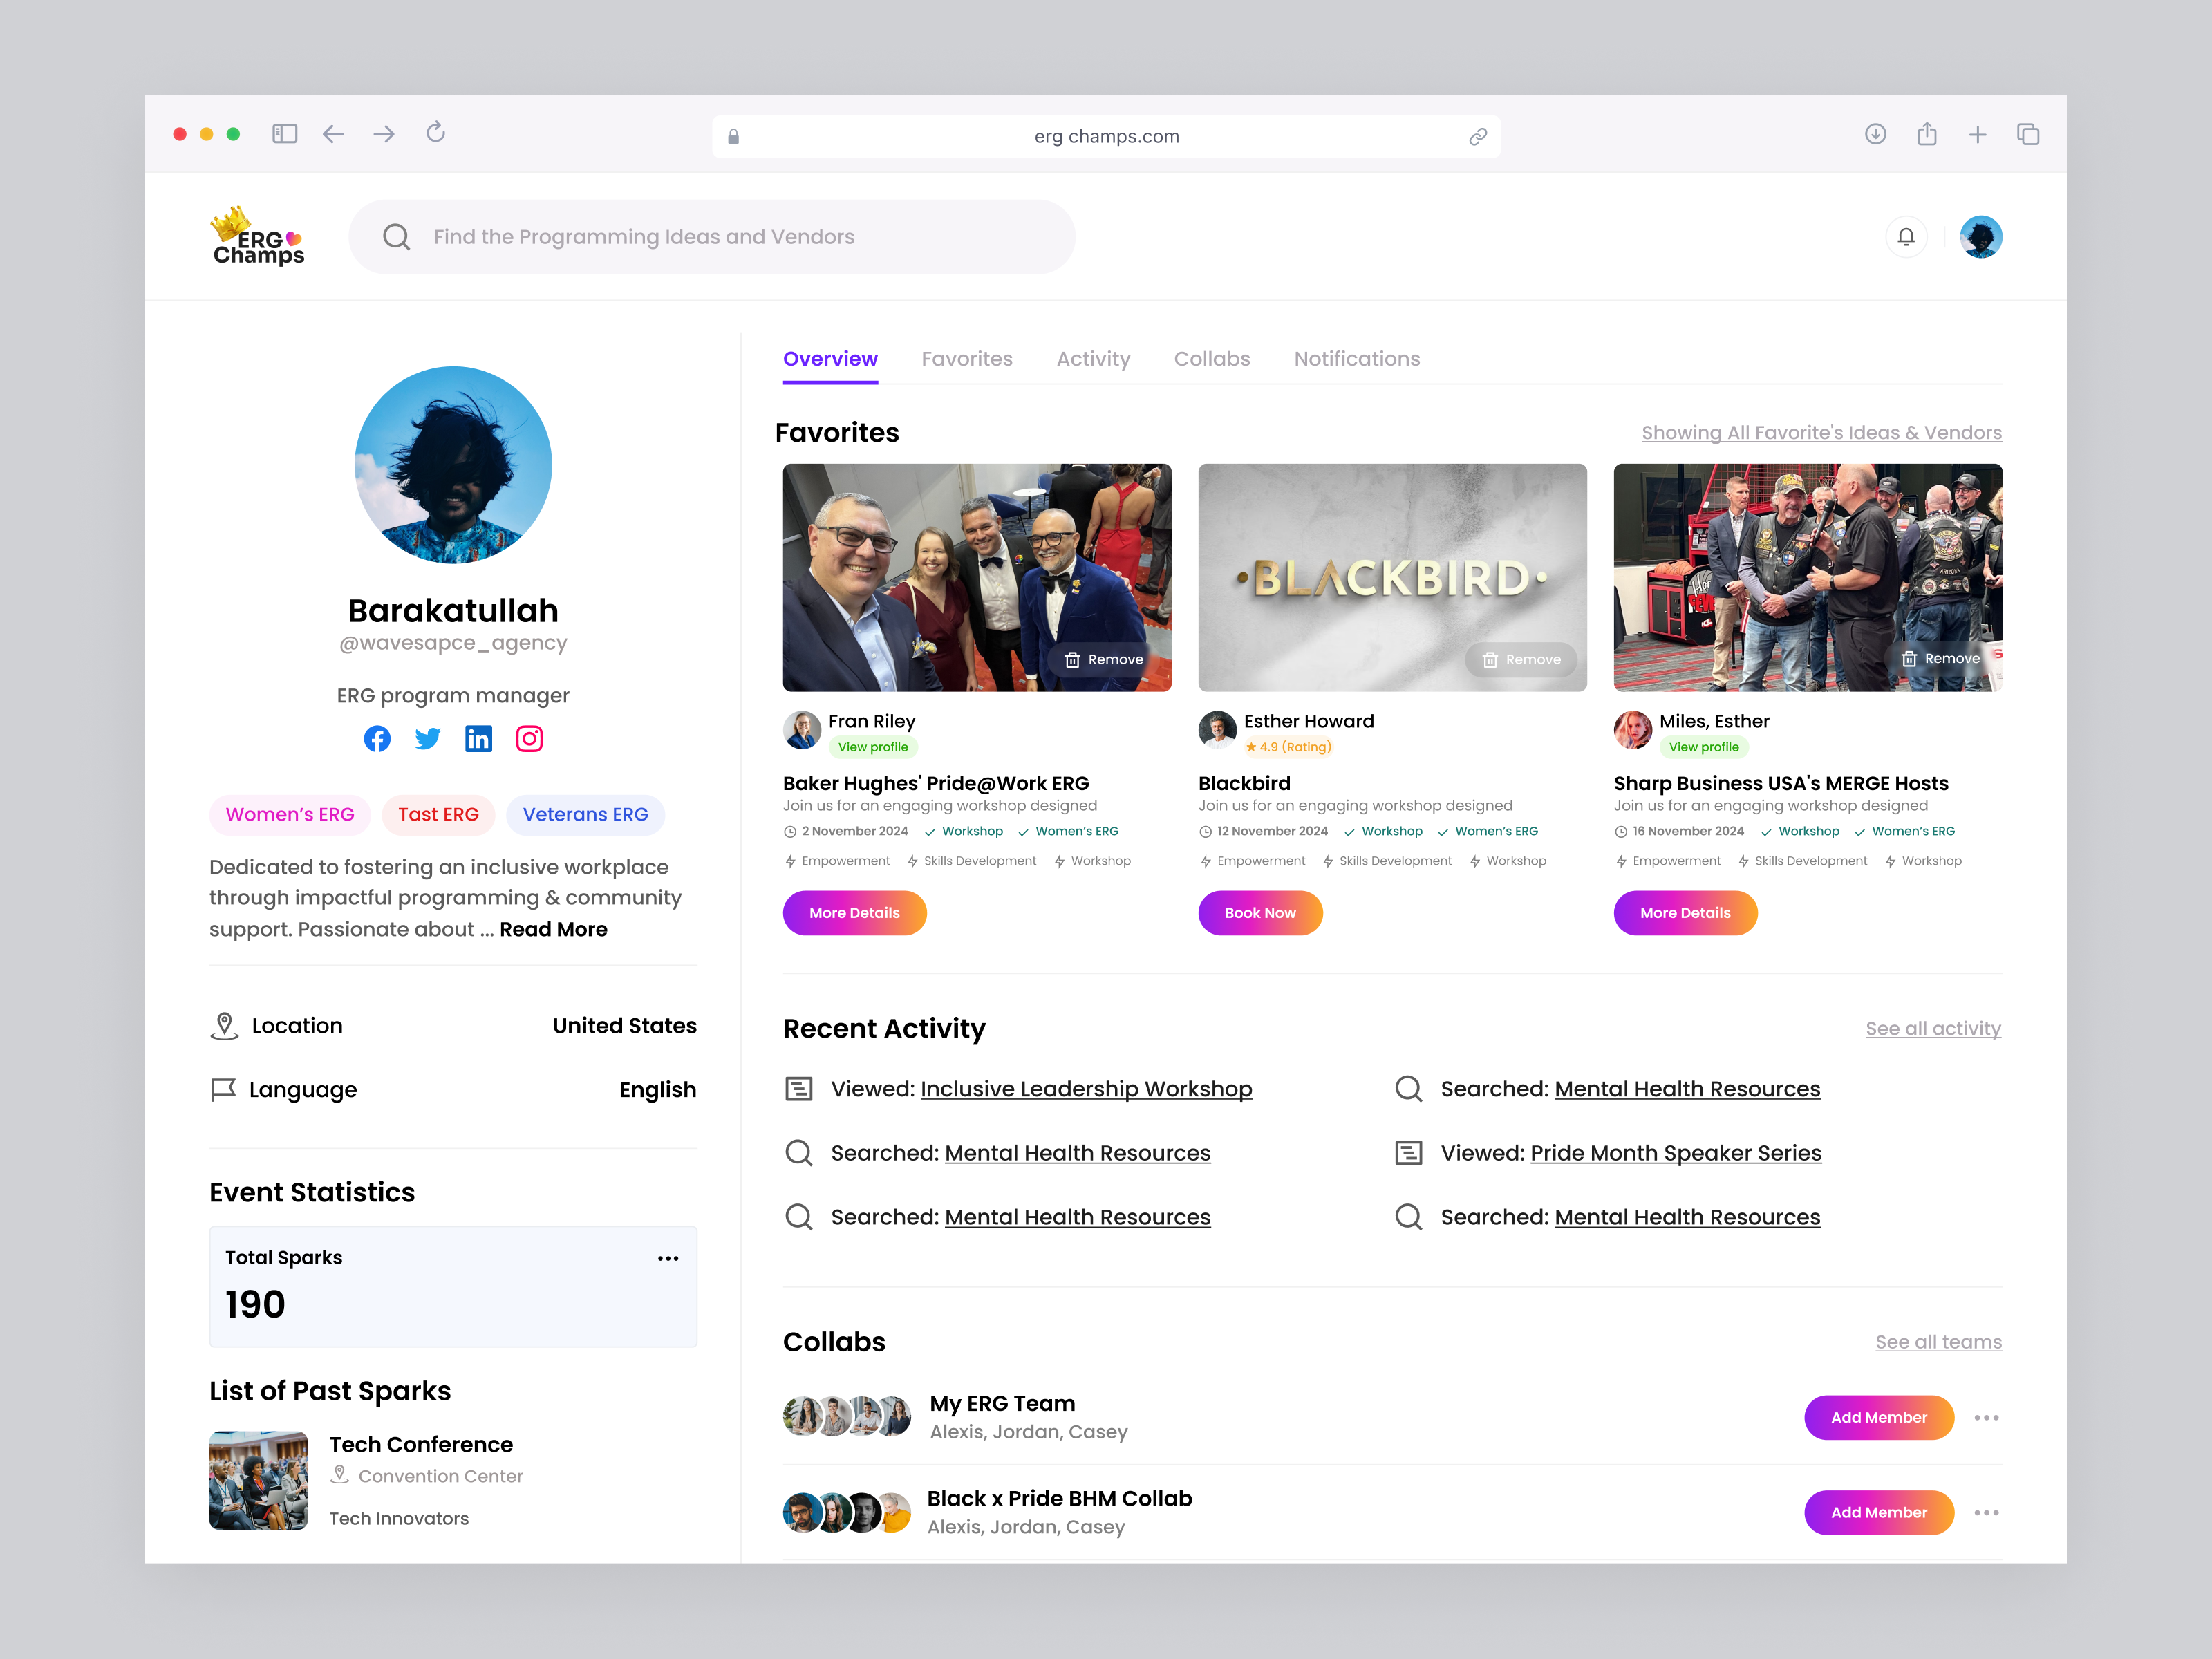 erg champs.com
ERG
Champs
Find the Programming Ideas and Vendors
Barakatullah
@wavesapce_agency
ERG program manager
Women’s ERG
Tast ERG
Veterans ERG
Dedicated to fostering an inclusive workplace
through impactful programming & community
support. Passionate about ... Read More
Location
United States
Language
English
Event Statistics
Total Sparks
190
List of Past Sparks
Tech Conference
Convention Center
Tech Innovators
Overview
Favorites
Activity
Collabs
Notifications
Favorites
Showing All Favorite's Ideas & Vendors
Remove
Fran Riley
View profile
Baker Hughes' Pride@Work ERG
Join us for an engaging workshop designed
2 November 2024
Workshop
Women’s ERG
Empowerment
Skills Development
Workshop
More Details
BLACKBIRD
Remove
Esther Howard
4.9 (Rating)
Blackbird
Join us for an engaging workshop designed
12 November 2024
Workshop
Women’s ERG
Empowerment
Skills Development
Workshop
Book Now
ARIZONA
Remove
Miles, Esther
View profile
Sharp Business USA's MERGE Hosts
Join us for an engaging workshop designed
16 November 2024
Workshop
Women’s ERG
Empowerment
Skills Development
Workshop
More Details
Recent Activity
See all activity
Viewed: Inclusive Leadership Workshop
Searched: Mental Health Resources
Searched: Mental Health Resources
Viewed: Pride Month Speaker Series
Searched: Mental Health Resources
Searched: Mental Health Resources
Collabs
See all teams
My ERG Team
Alexis, Jordan, Casey
Add Member
Black x Pride BHM Collab
Alexis, Jordan, Casey
Add Member